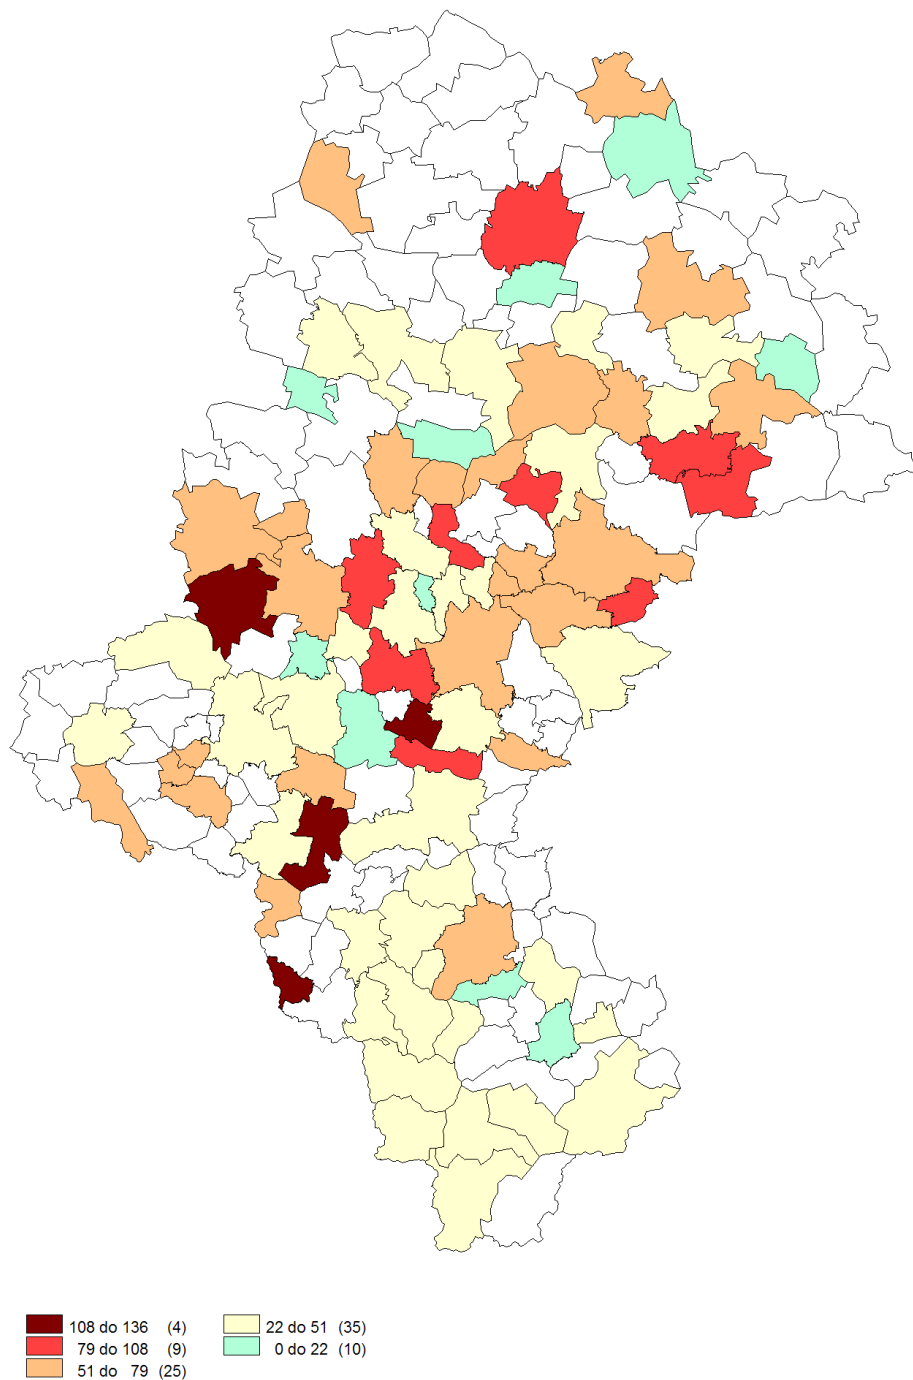 108 do 136 (4)
79 do 108 (9)
51 do 79 (25)
22 do 51 (35)
0 do 22 (10)